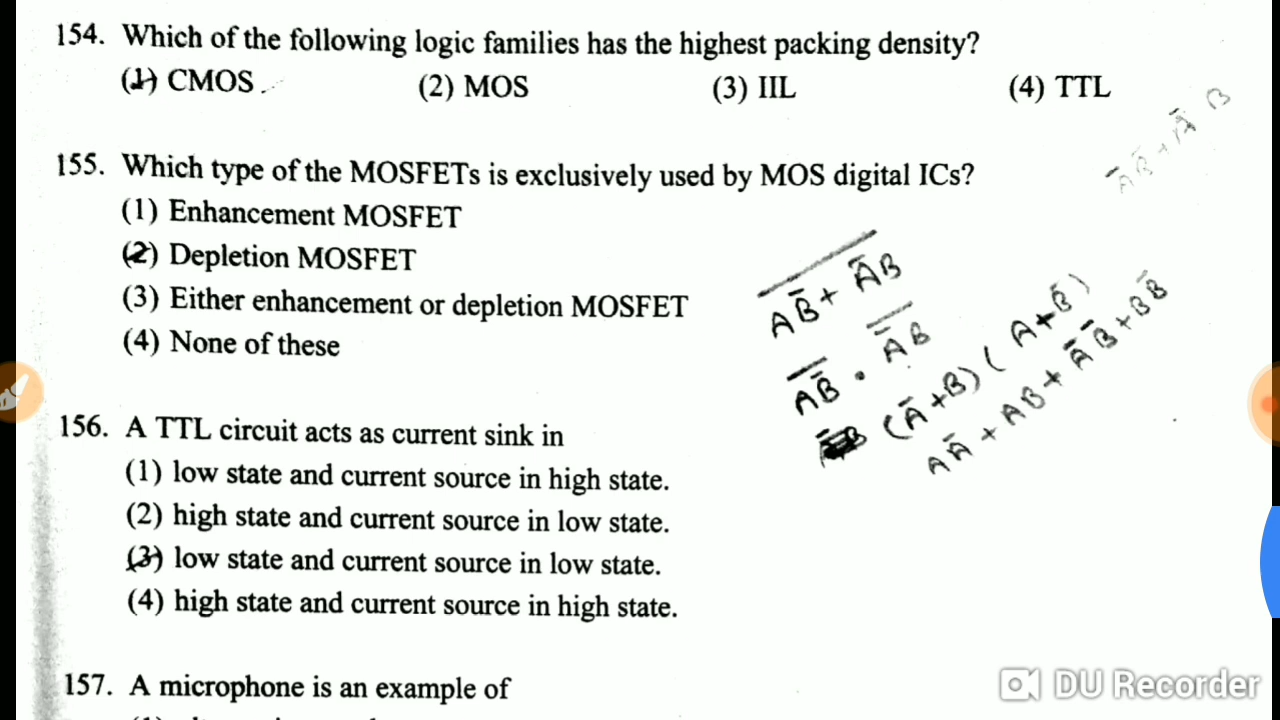 154. Which of the following logic families has the highest packing density?
(1) CMOS (2) MOS (3) IIL (4) TTL
155. Which type of the MOSFETs is exclusively used by MOS digital ICs?
(1) Enhancement MOSFET
(2) Depletion MOSFET
(3) Either enhancement or depletion MOSFET
(4) None of these
156. A TTL circuit acts as current sink in
(1) low state and current source in high state.
(2) high state and current source in low state.
(3) low state and current source in low state.
(4) high state and current source in high state.
157. A microphone is an example of
A̅B̅ + A̅B
AB̅ + A̅B
AB̅ . A̅B
(A̅+B) (A+B̅)
AA̅ + AB + A̅B̅ + BB̅
DU Recorder